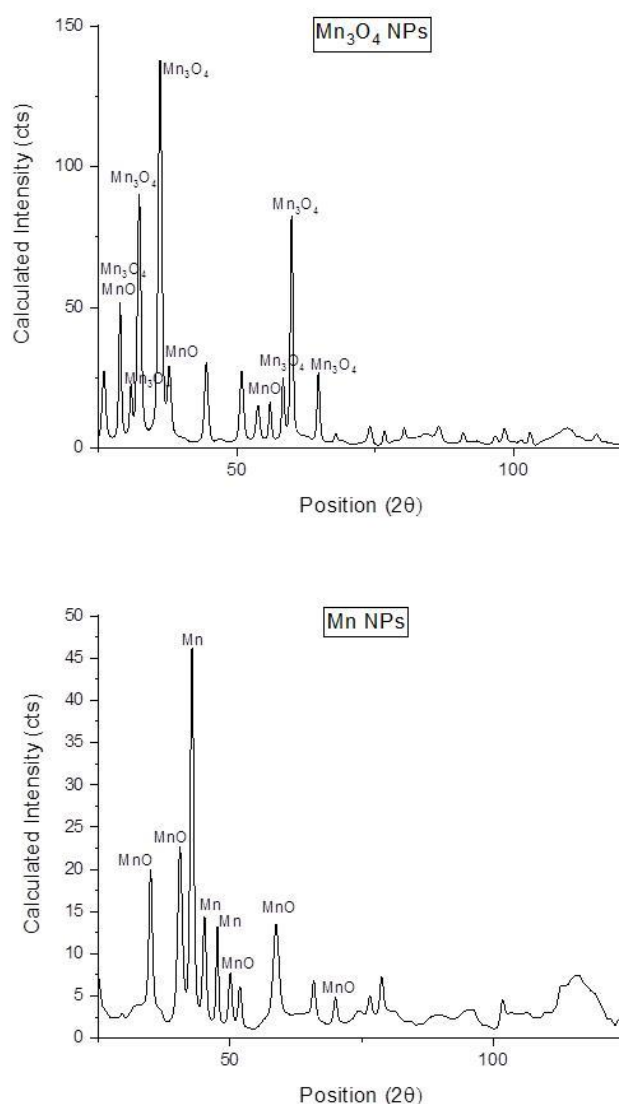 Mn₃O₄ NPs
150
Mn₃O₄
100
Mn₃O₄
Mn₃O₄
Mn₃O₄
MnO
50
MnO
Mn₃O₄
Mn₃O₄
Mn₃O
MnO
0
50
100
Calculated Intensity (cts)
Position (2θ)
Mn NPs
50
Mn
45
40
35
30
25
MnO
20
MnO
MnO
15
Mn
Mn
10
MnO
MnO
5
0
50
100
Calculated Intensity (cts)
Position (2θ)